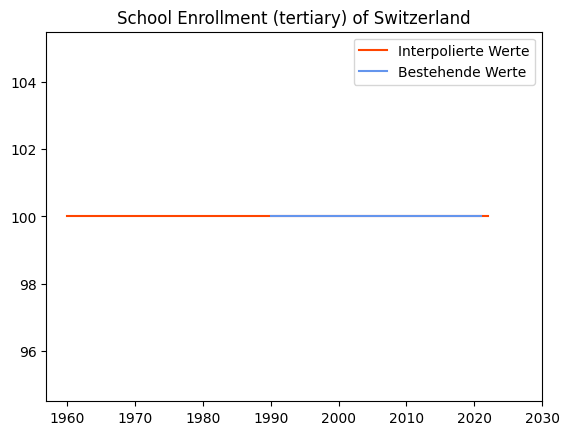 School Enrollment (tertiary) of Switzerland
Interpolierte Werte
Bestehende Werte
104
102
100
98
96
1960 1970 1980 1990 2000 2010 2020 2030